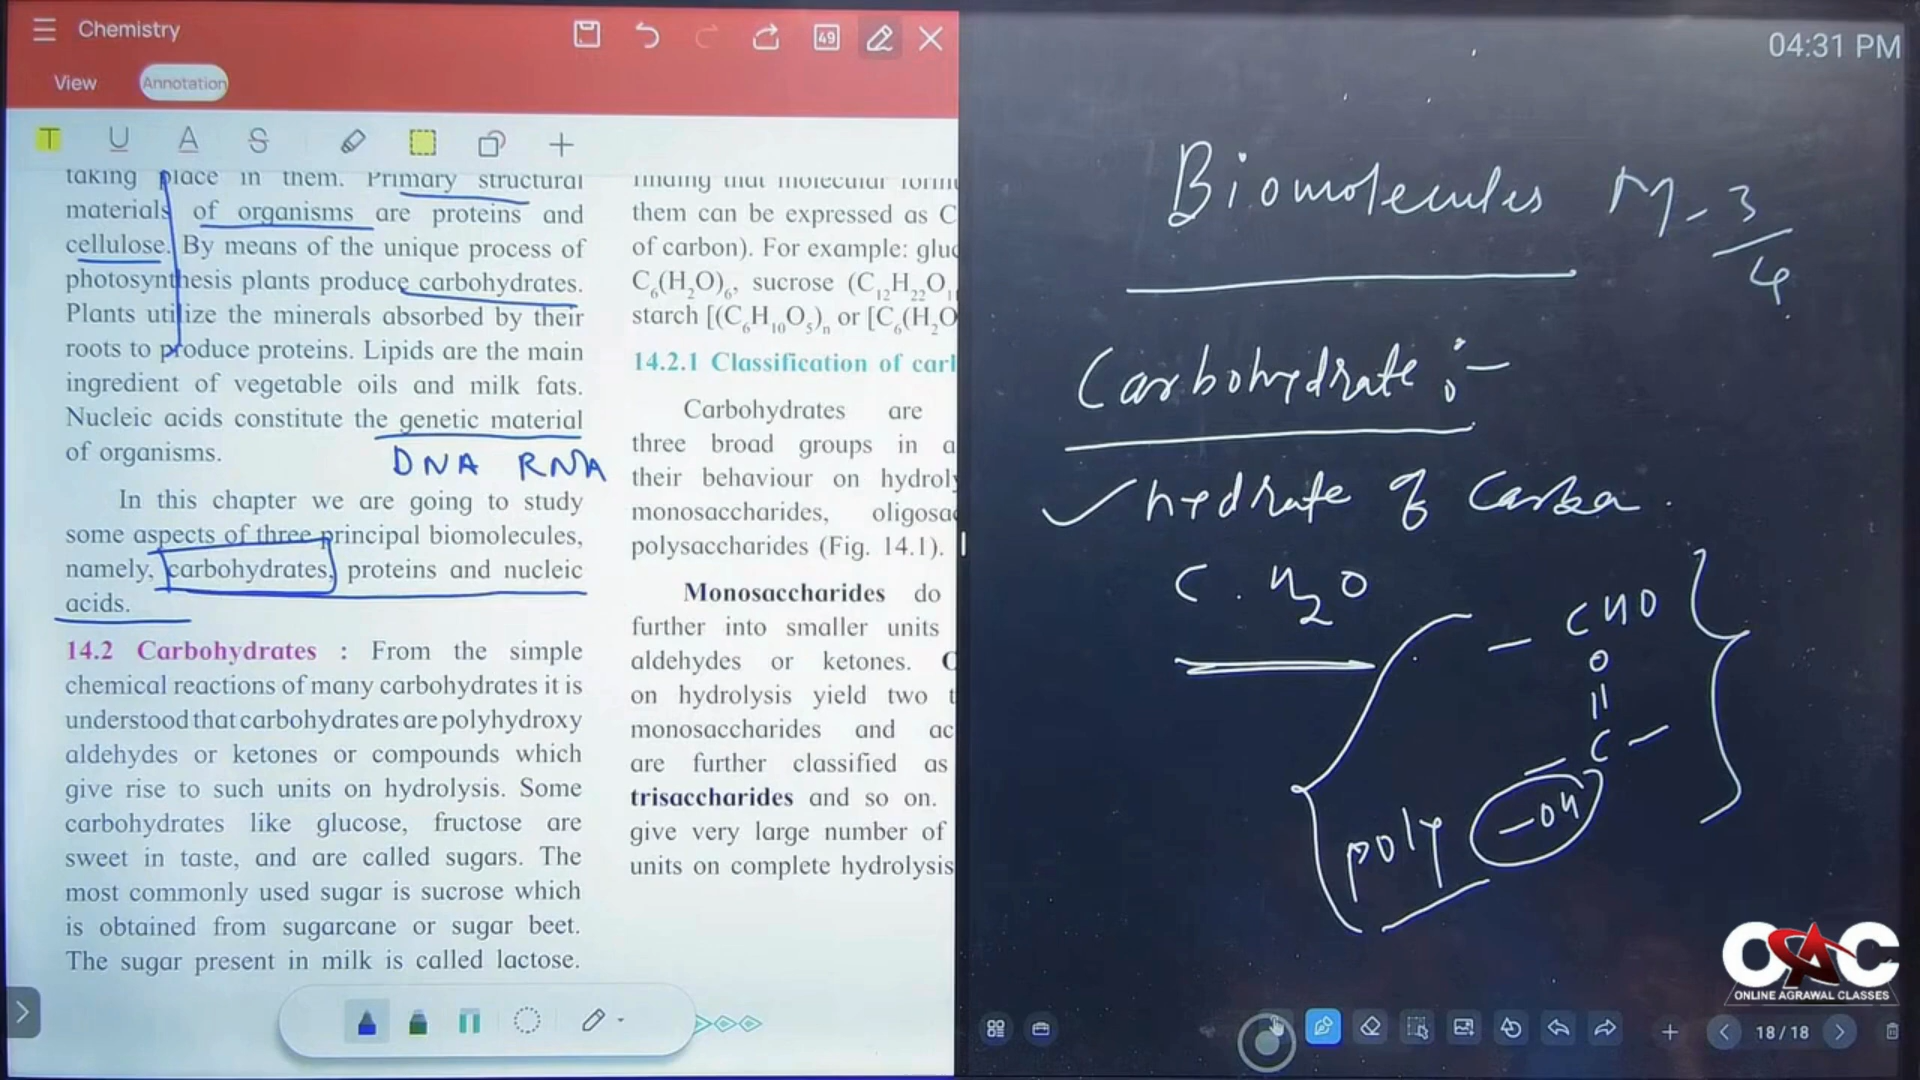 Chemistry
49
View
Annotation
T U A S
taking place in them. Primary structural
materials of organisms are proteins and
cellulose. By means of the unique process of
photosynthesis plants produce carbohydrates.
Plants utilize the minerals absorbed by their
roots to produce proteins. Lipids are the main
ingredient of vegetable oils and milk fats.
Nucleic acids constitute the genetic material
of organisms.
DNA RNA
In this chapter we are going to study
some aspects of three principal biomolecules,
namely, carbohydrates, proteins and nucleic
acids.
14.2 Carbohydrates : From the simple
chemical reactions of many carbohydrates it is
understood that carbohydrates are polyhydroxy
aldehydes or ketones or compounds which
give rise to such units on hydrolysis. Some
carbohydrates like glucose, fructose are
sweet in taste, and are called sugars. The
most commonly used sugar is sucrose which
is obtained from sugarcane or sugar beet.
The sugar present in milk is called lactose.
finding that molecular
them can be expressed as C
of carbon). For example:
C₆(H₂O)₆, sucrose (C₁₂H₂₂O
starch [(C₆H₁₀O₅)ₙ or [C₆(H₂O
14.2.1 Classification of
Carbohydrates are
three broad groups in a
their behaviour on
monosaccharides,
polysaccharides (Fig. 14.1).
Monosaccharides do
further into smaller units
aldehydes or ketones.
on hydrolysis yield two t
monosaccharides and ac
are further classified as
trisaccharides and so on.
give very large number of
units on complete hydrolysis
04:31 PM
Biomolecules M-3/4
Carbohydrate :-
hydrate of
C . H₂O
- CHO
O
||
- C -
poly -OH
OAC
ONLINE AGRAWAL CLASSES
18/18